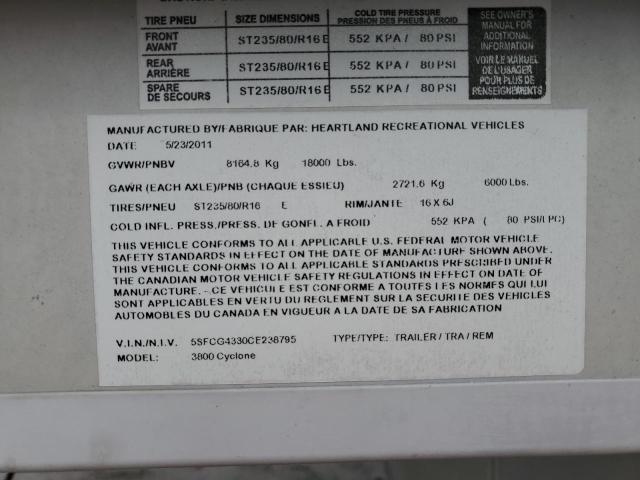 TIRE PNEU SIZE DIMENSIONS COLD TIRE PRESSURE
PRESSION DES PNEUS À FROID
FRONT
AVANT ST235/80/R16 E 552 KPA / 80 PSI
REAR
ARRIÈRE ST235/80/R16 E 552 KPA / 80 PSI
SPARE
DE SECOURS ST235/80/R16 E 552 KPA / 80 PSI
SEE OWNER'S
MANUAL FOR
ADDITIONAL
INFORMATION
VOIR LE MANUEL
DE L'USAGER
POUR PLUS DE
RENSEIGNEMENTS
MANUFACTURED BY/FABRIQUE PAR: HEARTLAND RECREATIONAL VEHICLES
DATE 5/23/2011
GVWR/PNBV 8164.8 Kg 18000 Lbs.
GAWR (EACH AXLE)/PNB (CHAQUE ESSIEU) 2721.6 Kg 6000 Lbs.
TIRES/PNEU ST235/80/R16 E RIM/JANTE 16 X 6J
COLD INFL. PRESS./PRESS. DE GONFL. A FROID 552 KPA ( 80 PSI/LPC)
THIS VEHICLE CONFORMS TO ALL APPLICABLE U.S. FEDERAL MOTOR VEHICLE
SAFETY STANDARDS IN EFFECT ON THE DATE OF MANUFACTURE SHOWN ABOVE.
THIS VEHICLE CONFORMS TO ALL APPLICABLE STANDARDS PRESCRIBED UNDER
THE CANADIAN MOTOR VEHICLE SAFETY REGULATIONS IN EFFECT ON DATE OF
MANUFACTURE. - CE VEHICULE EST CONFORME A TOUTES LES NORMES QUI LUI
SONT APPLICABLES EN VERTU DU REGLEMENT SUR LA SECURITE DES VEHICLES
AUTOMOBILES DU CANADA EN VIGUEUR A LA DATE DE SA FABRICATION
V.I.N./N.I.V. 5SFCG4330CE238795 TYPE/TYPE: TRAILER / TRA / REM
MODEL: 3800 Cyclone